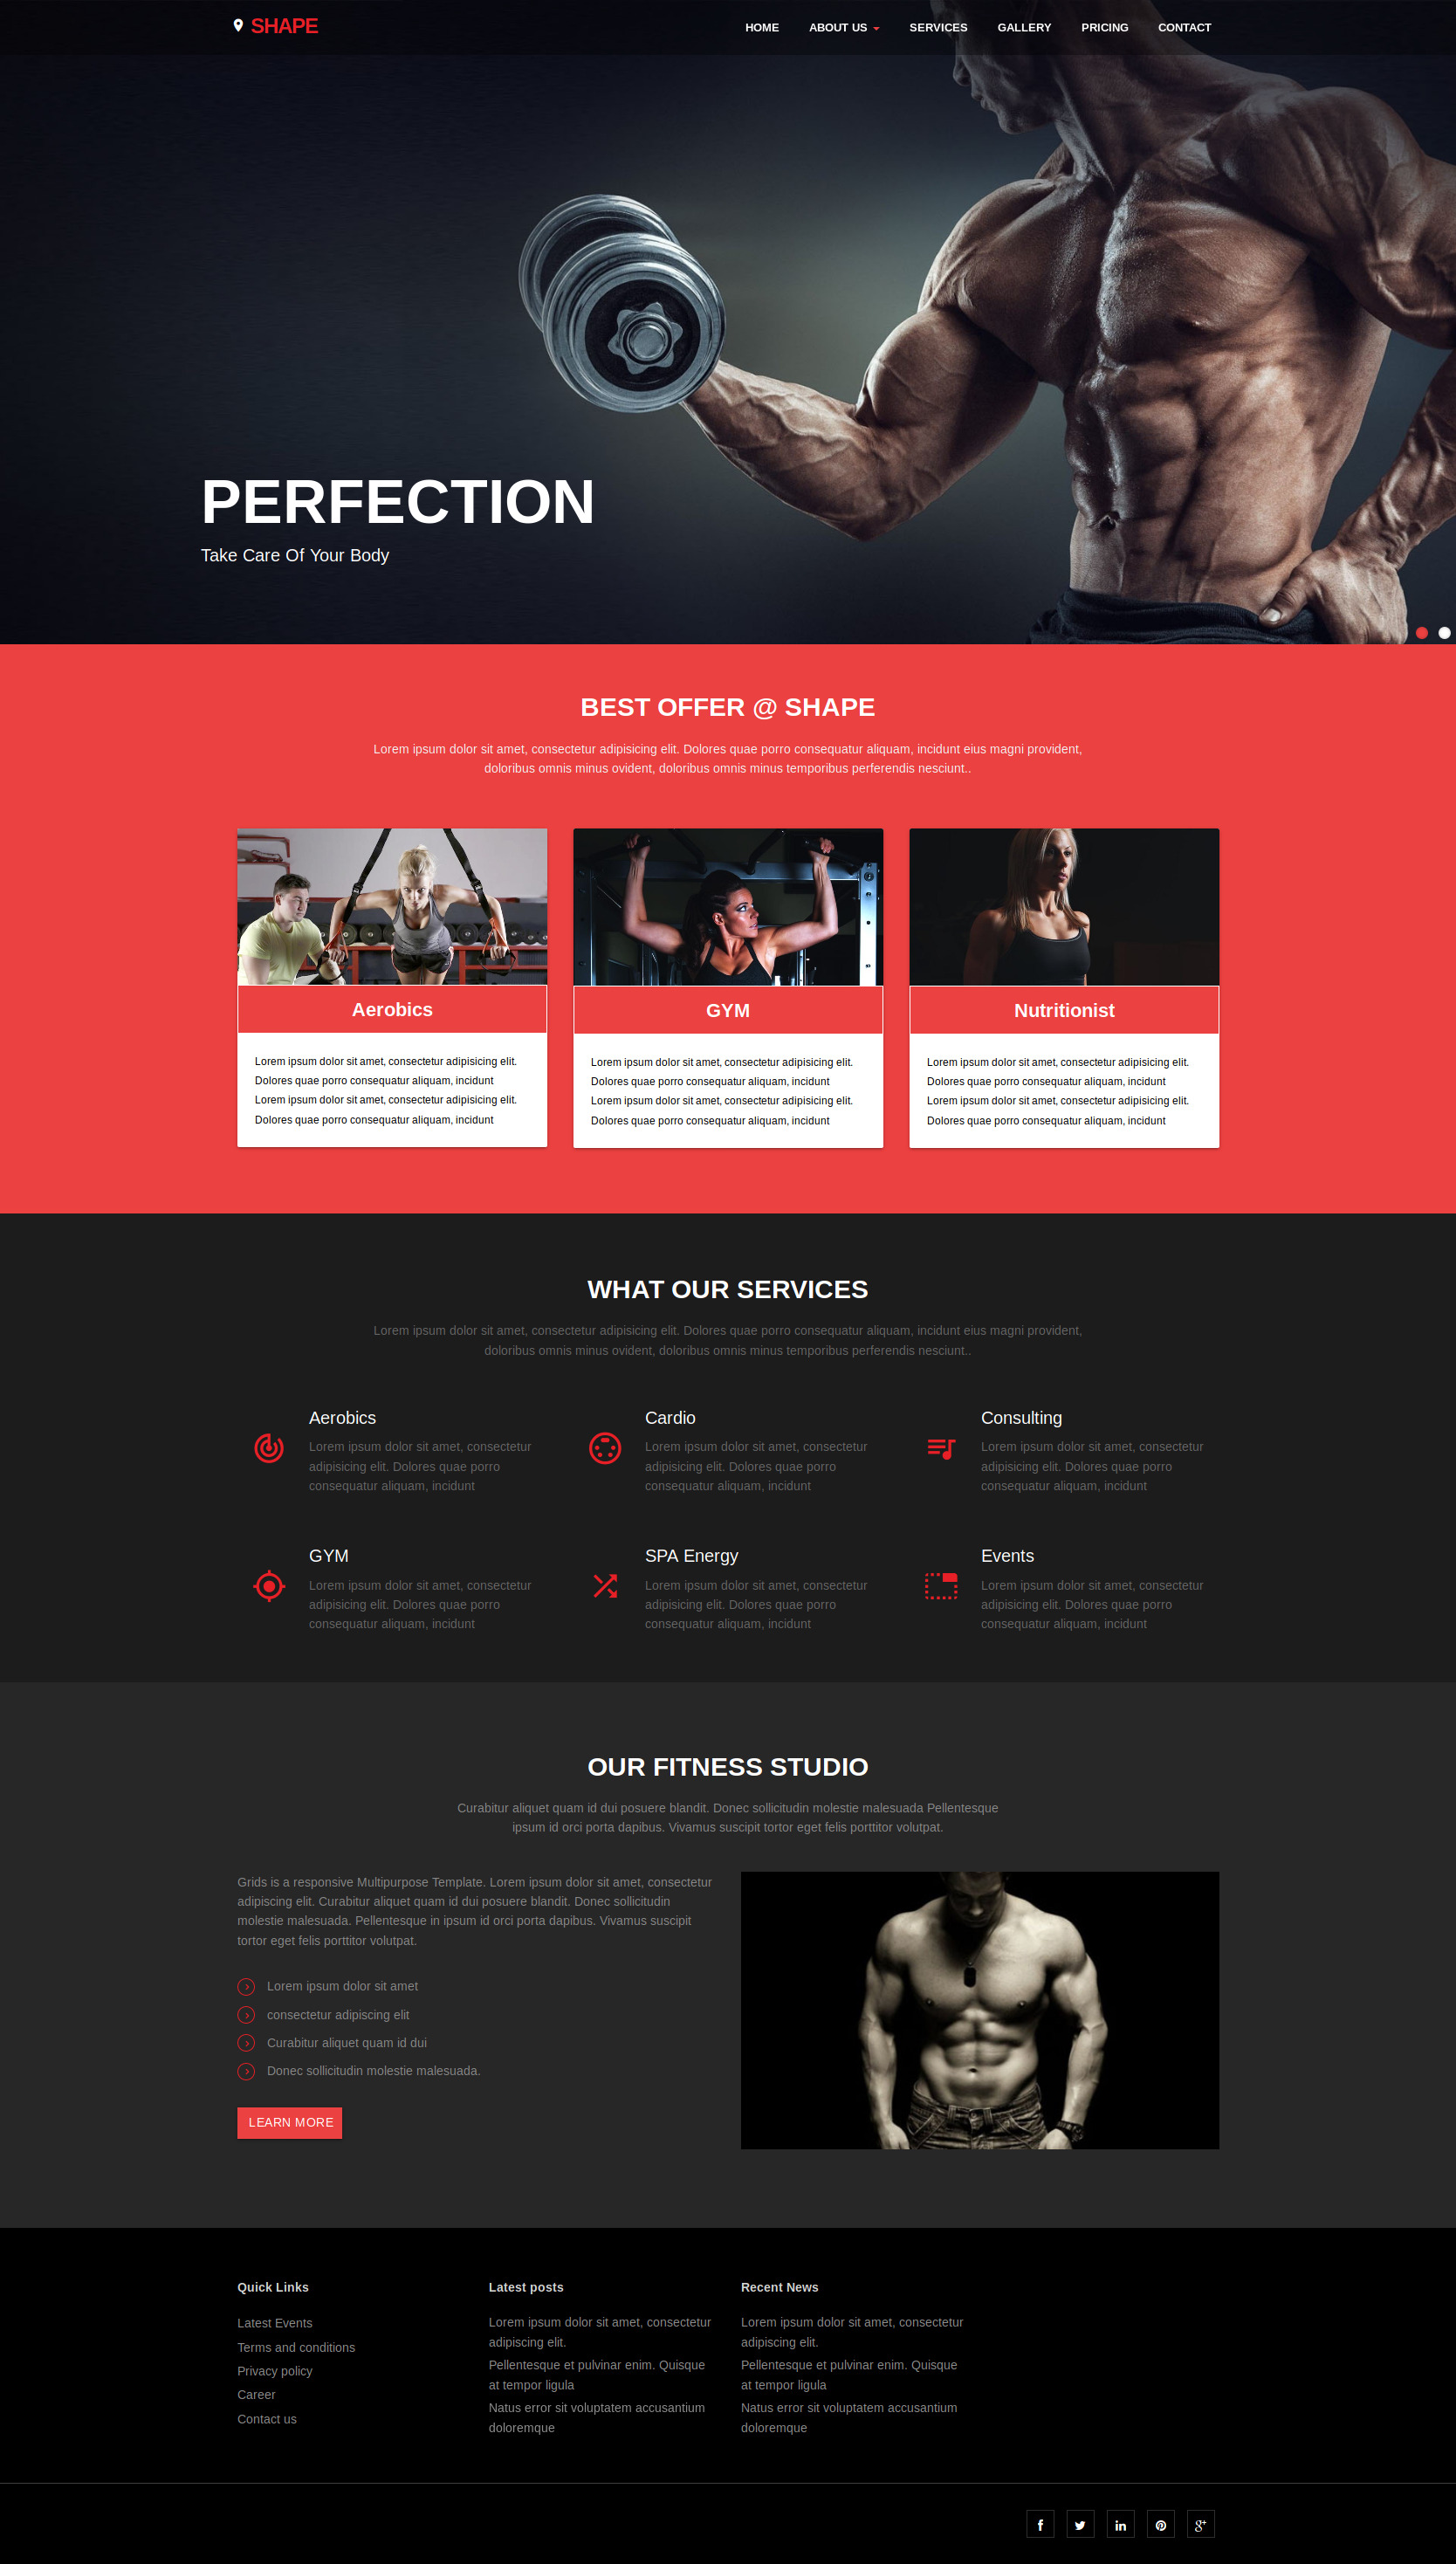 SHAPE
HOME ABOUT US SERVICES GALLERY PRICING CONTACT
PERFECTION
Take Care Of Your Body
BEST OFFER @ SHAPE
Lorem ipsum dolor sit amet, consectetur adipisicing elit. Dolores quae porro consequatur aliquam, incidunt eius magni provident,
doloribus omnis minus ovident, doloribus omnis minus temporibus perferendis nesciunt..
Aerobics
Lorem ipsum dolor sit amet, consectetur adipisicing elit.
Dolores quae porro consequatur aliquam, incidunt
Lorem ipsum dolor sit amet, consectetur adipisicing elit.
Dolores quae porro consequatur aliquam, incidunt
GYM
Lorem ipsum dolor sit amet, consectetur adipisicing elit.
Dolores quae porro consequatur aliquam, incidunt
Lorem ipsum dolor sit amet, consectetur adipisicing elit.
Dolores quae porro consequatur aliquam, incidunt
Nutritionist
Lorem ipsum dolor sit amet, consectetur adipisicing elit.
Dolores quae porro consequatur aliquam, incidunt
Lorem ipsum dolor sit amet, consectetur adipisicing elit.
Dolores quae porro consequatur aliquam, incidunt
WHAT OUR SERVICES
Lorem ipsum dolor sit amet, consectetur adipisicing elit. Dolores quae porro consequatur aliquam, incidunt eius magni provident,
doloribus omnis minus ovident, doloribus omnis minus temporibus perferendis nesciunt..
Aerobics
Lorem ipsum dolor sit amet, consectetur
adipisicing elit. Dolores quae porro
consequatur aliquam, incidunt
Cardio
Lorem ipsum dolor sit amet, consectetur
adipisicing elit. Dolores quae porro
consequatur aliquam, incidunt
Consulting
Lorem ipsum dolor sit amet, consectetur
adipisicing elit. Dolores quae porro
consequatur aliquam, incidunt
GYM
Lorem ipsum dolor sit amet, consectetur
adipisicing elit. Dolores quae porro
consequatur aliquam, incidunt
SPA Energy
Lorem ipsum dolor sit amet, consectetur
adipisicing elit. Dolores quae porro
consequatur aliquam, incidunt
Events
Lorem ipsum dolor sit amet, consectetur
adipisicing elit. Dolores quae porro
consequatur aliquam, incidunt
OUR FITNESS STUDIO
Curabitur aliquet quam id dui posuere blandit. Donec sollicitudin molestie malesuada Pellentesque
ipsum id orci porta dapibus. Vivamus suscipit tortor eget felis porttitor volutpat.
Grids is a responsive Multipurpose Template. Lorem ipsum dolor sit amet, consectetur
adipiscing elit. Curabitur aliquet quam id dui posuere blandit. Donec sollicitudin
molestie malesuada. Pellentesque in ipsum id orci porta dapibus. Vivamus suscipit
tortor eget felis porttitor volutpat.
Lorem ipsum dolor sit amet
consectetur adipiscing elit
Curabitur aliquet quam id dui
Donec sollicitudin molestie malesuada.
LEARN MORE
Quick Links
Latest Events
Terms and conditions
Privacy policy
Career
Contact us
Latest posts
Lorem ipsum dolor sit amet, consectetur
adipiscing elit.
Pellentesque et pulvinar enim. Quisque
at tempor ligula
Natus error sit voluptatem accusantium
doloremque
Recent News
Lorem ipsum dolor sit amet, consectetur
adipiscing elit.
Pellentesque et pulvinar enim. Quisque
at tempor ligula
Natus error sit voluptatem accusantium
doloremque